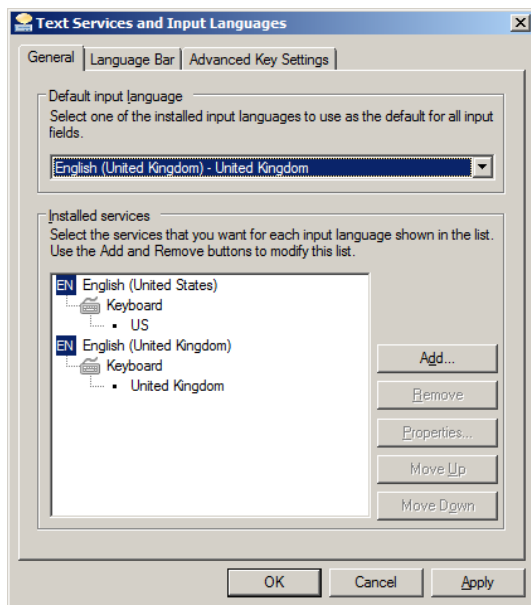 Text Services and Input Languages
General
Language Bar
Advanced Key Settings
Default input language
Select one of the installed input languages to use as the default for all input
fields.
English (United Kingdom) - United Kingdom
Installed services
Select the services that you want for each input language shown in the list.
Use the Add and Remove buttons to modify this list.
EN English (United States)
Keyboard
US
EN English (United Kingdom)
Keyboard
United Kingdom
Add...
Remove
Properties...
Move Up
Move Down
OK
Cancel
Apply